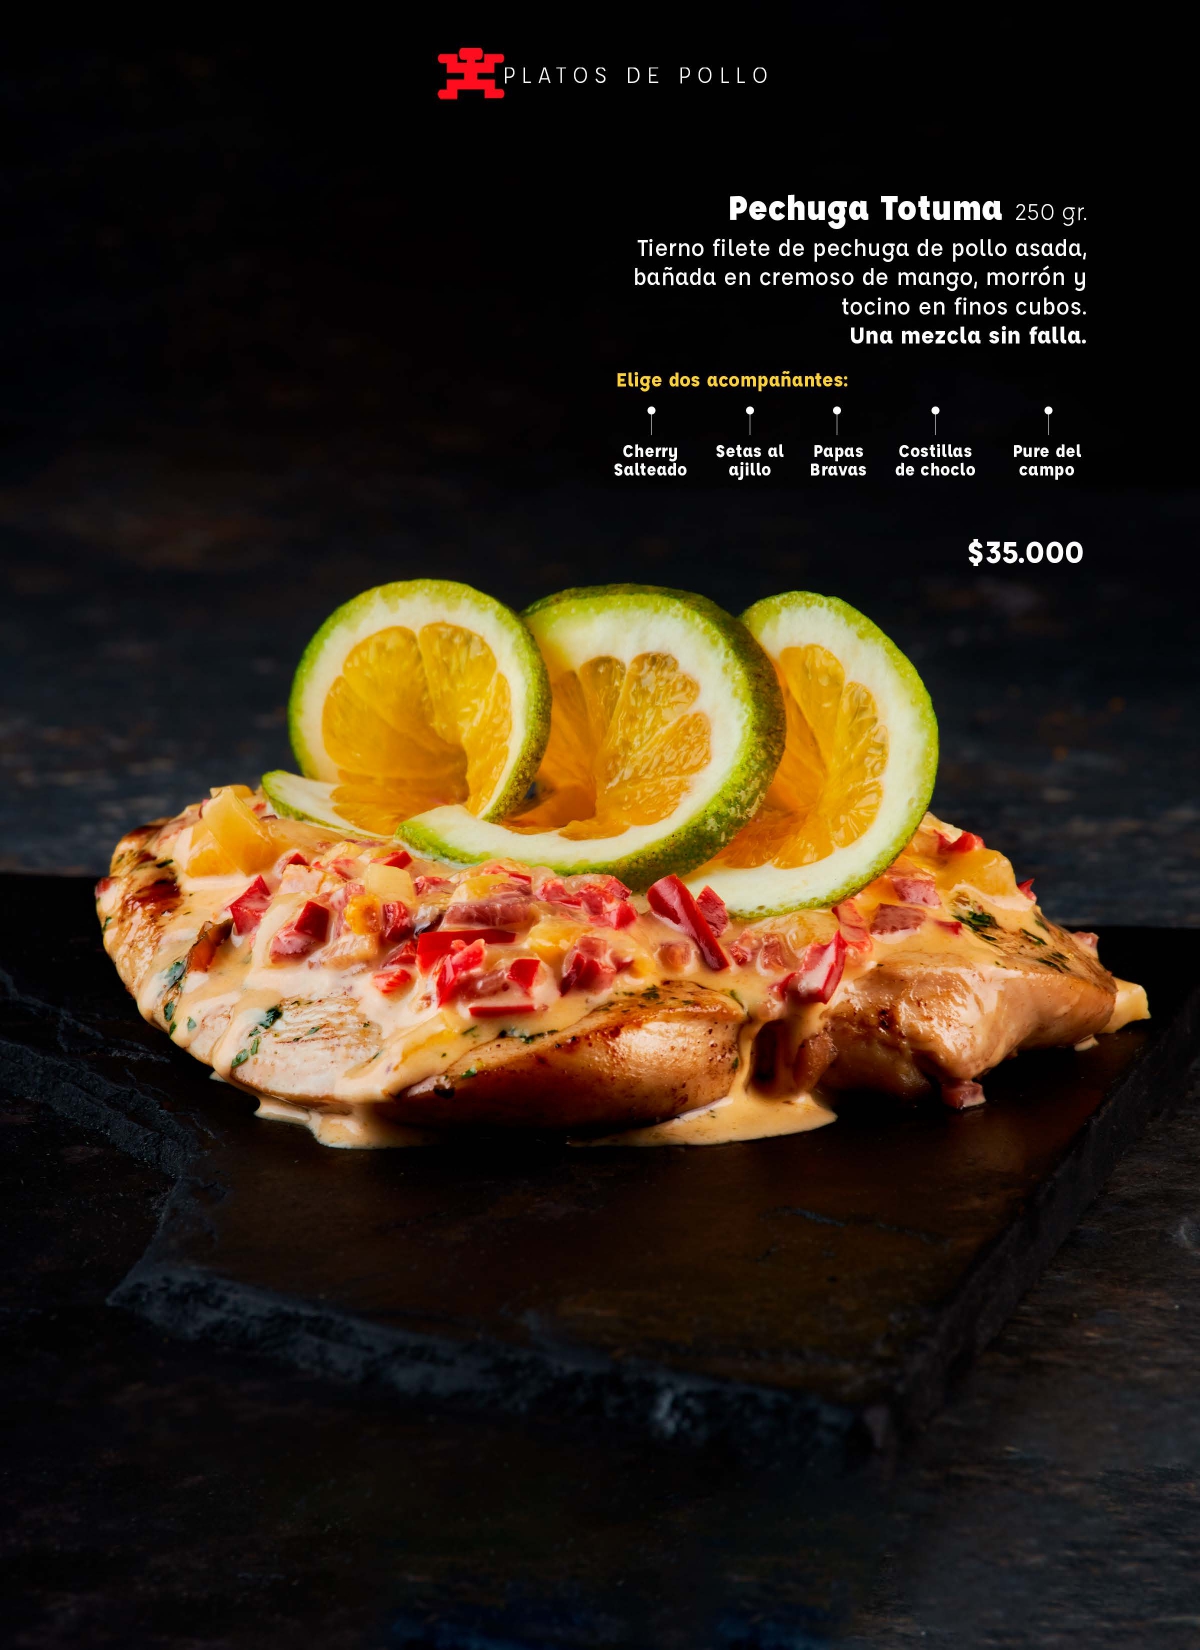 PLATOS DE POLLO
Pechuga Totuma 250 gr.
Tierno filete de pechuga de pollo asada,
bañada en cremoso de mango, morrón y
tocino en finos cubos.
Una mezcla sin falla.
Elige dos acompañantes:
Cherry
Salteado
Setas al
ajillo
Papas
Bravas
Costillas
de choclo
Pure del
campo
$35.000